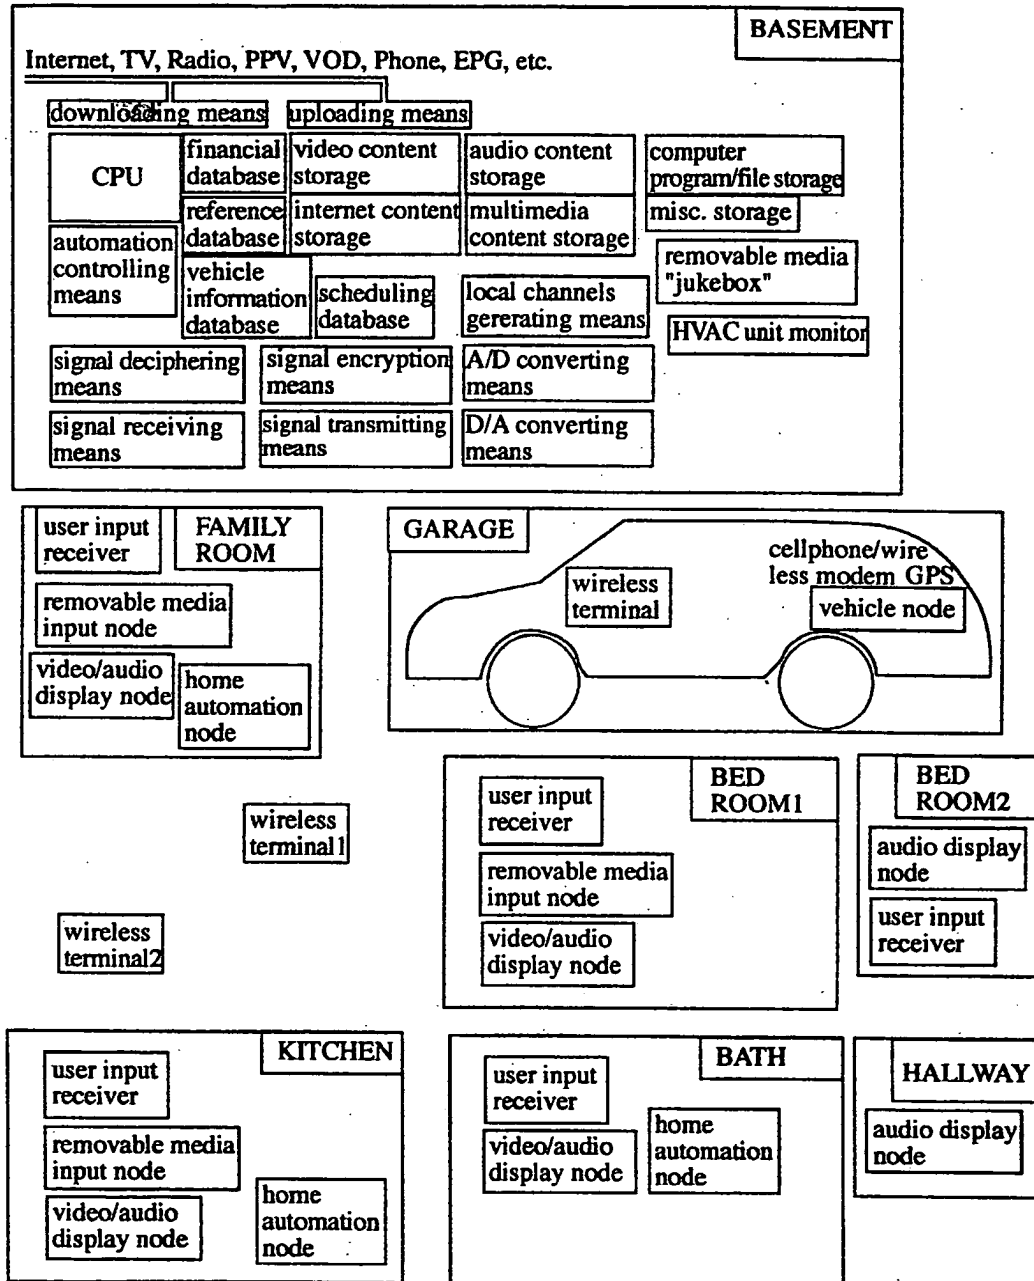 BASEMENT
Internet, TV, Radio, PPV, VOD, Phone, EPG, etc.
downloading means
uploading means
CPU
financial
database
video content
storage
audio content
storage
computer
program/file storage
reference
database
internet content
storage
multimedia
content storage
misc. storage
automation
controlling
means
vehicle
information
database
scheduling
database
local channels
gererating means
removable media
"jukebox"
HVAC unit monitor
signal deciphering
means
signal encryption
means
A/D converting
means
signal receiving
means
signal transmitting
means
D/A converting
means
FAMILY
ROOM
user input
receiver
removable media
input node
video/audio
display node
home
automation
node
GARAGE
wireless
terminal
cellphone/wire
less modem GPS
vehicle node
wireless
terminal1
wireless
terminal2
BED
ROOM1
user input
receiver
removable media
input node
video/audio
display node
BED
ROOM2
audio display
node
user input
receiver
KITCHEN
user input
receiver
removable media
input node
video/audio
display node
home
automation
node
BATH
user input
receiver
video/audio
display node
home
automation
node
HALLWAY
audio display
node